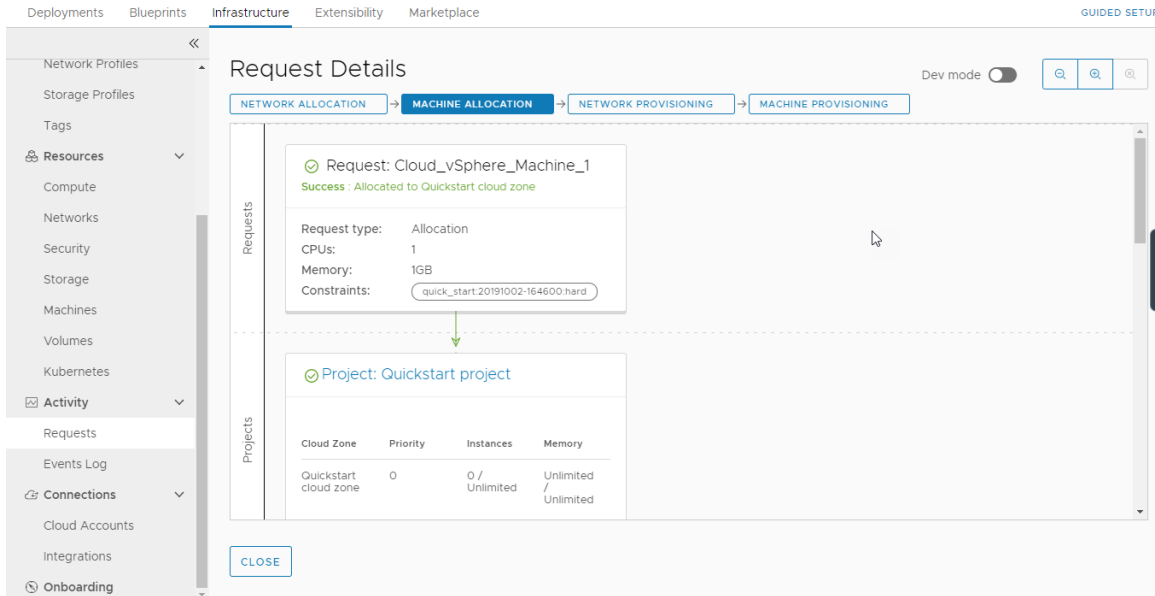 Deployments Blueprints Infrastructure Extensibility Marketplace GUIDED SETUP
Network Profiles
Storage Profiles
Tags
Resources
Compute
Networks
Security
Storage
Machines
Volumes
Kubernetes
Activity
Requests
Events Log
Connections
Cloud Accounts
Integrations
Onboarding
Request Details
Dev mode
NETWORK ALLOCATION MACHINE ALLOCATION NETWORK PROVISIONING MACHINE PROVISIONING
Requests
Request: Cloud_vSphere_Machine_1
Success : Allocated to Quickstart cloud zone
Request type: Allocation
CPUs: 1
Memory: 1GB
Constraints: quick_start:20191002-164600:hard
Projects
Project: Quickstart project
Cloud Zone Priority Instances Memory
Quickstart 0 0 / Unlimited
cloud zone Unlimited /
Unlimited
CLOSE